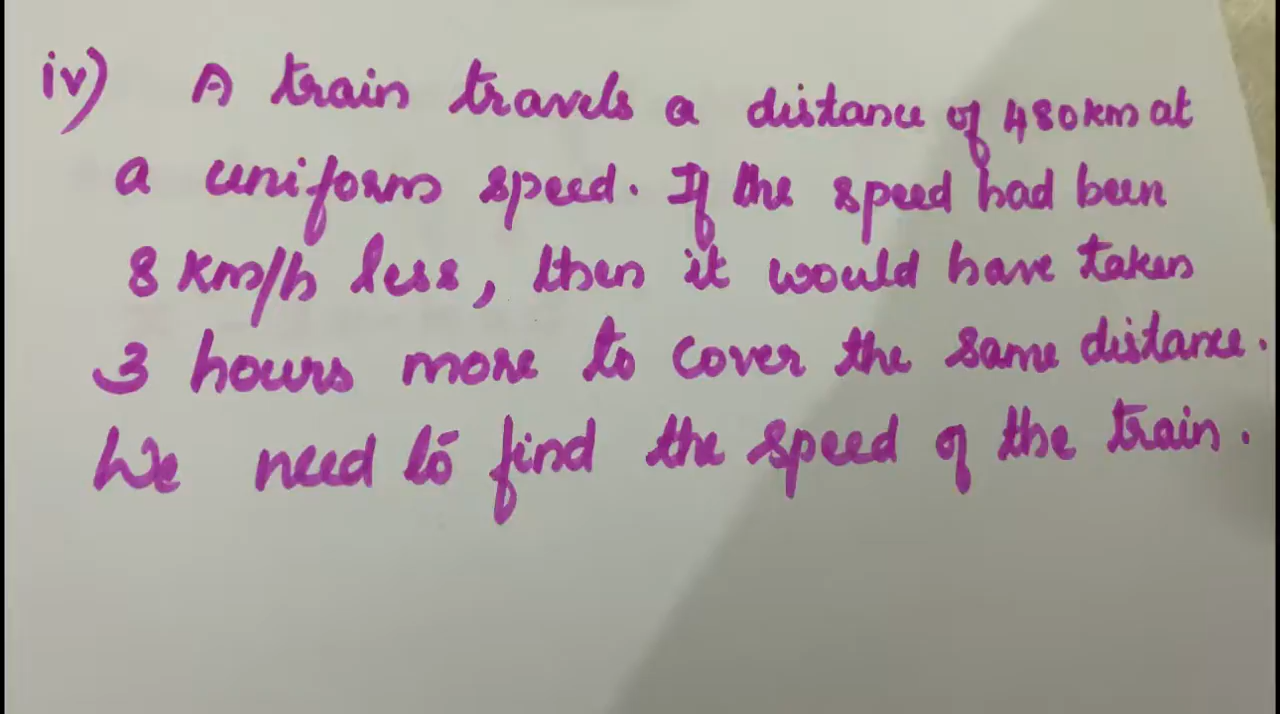 iv) A train travels a distance of 480km at
a uniform speed. If the speed had been
8 Km/h less, then it would have taken
3 hours more to cover the same distance.
We need to find the speed of the train.